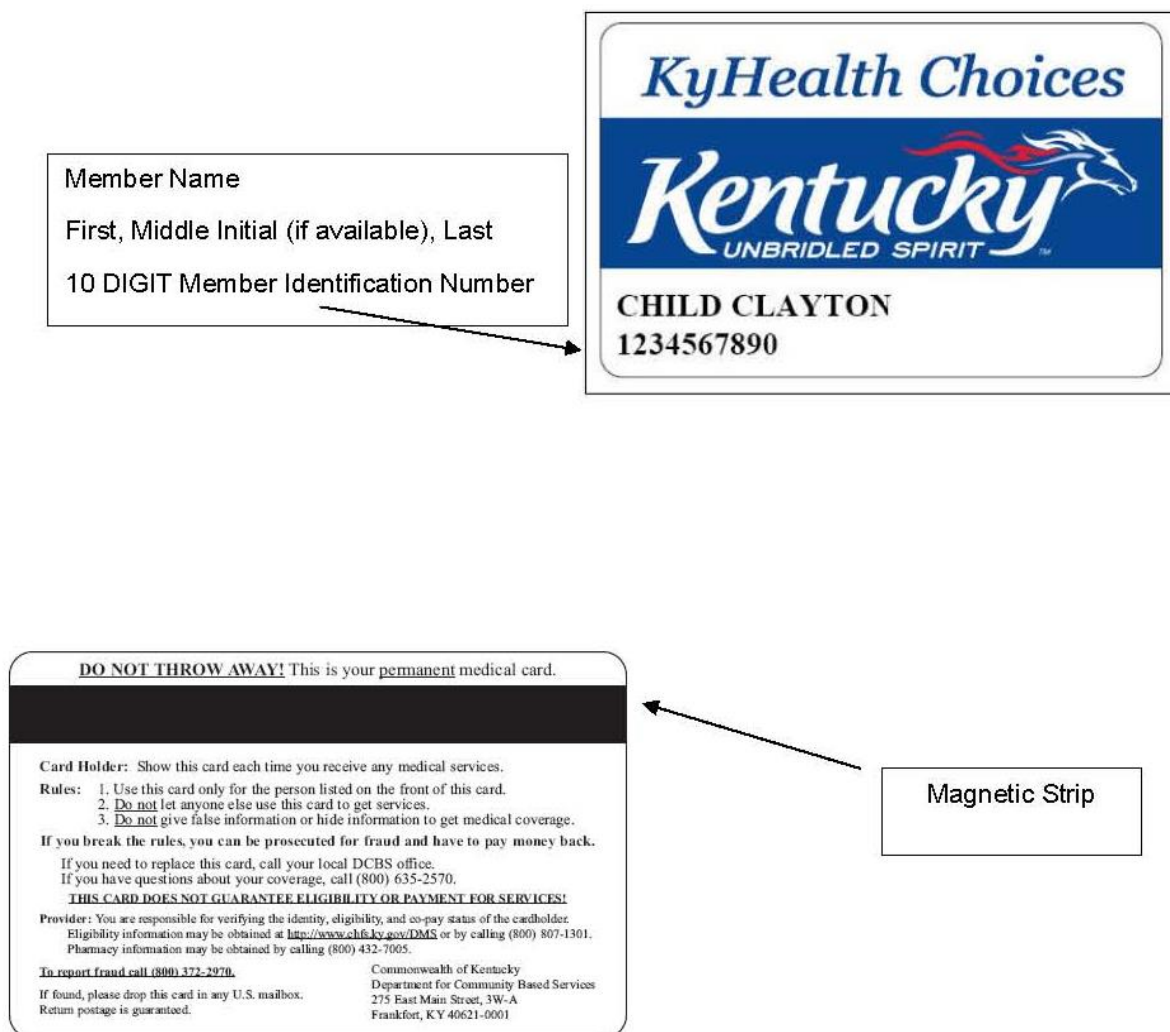 KyHealth Choices
Kentucky
UNBRIDLED SPIRIT
TM
CHILD CLAYTON
1234567890
Member Name
First, Middle Initial (if available), Last
10 DIGIT Member Identification Number
DO NOT THROW AWAY! This is your permanent medical card.
Card Holder: Show this card each time you receive any medical services.
Rules: 1. Use this card only for the person listed on the front of this card.
2. Do not let anyone else use this card to get services.
3. Do not give false information or hide information to get medical coverage.
If you break the rules, you can be prosecuted for fraud and have to pay money back.
If you need to replace this card, call your local DCBS office.
If you have questions about your coverage, call (800) 635-2570.
THIS CARD DOES NOT GUARANTEE ELIGIBILITY OR PAYMENT FOR SERVICES!
Provider: You are responsible for verifying the identity, eligibility, and co-pay status of the cardholder.
Eligibility information may be obtained at http://www.chfs.ky.gov/DMS or by calling (800) 807-1301.
Pharmacy information may be obtained by calling (800) 432-7005.
To report fraud call (800) 372-2970.
If found, please drop this card in any U.S. mailbox.
Return postage is guaranteed.
Commonwealth of Kentucky
Department for Community Based Services
275 East Main Street, 3W-A
Frankfort, KY 40621-0001
Magnetic Strip